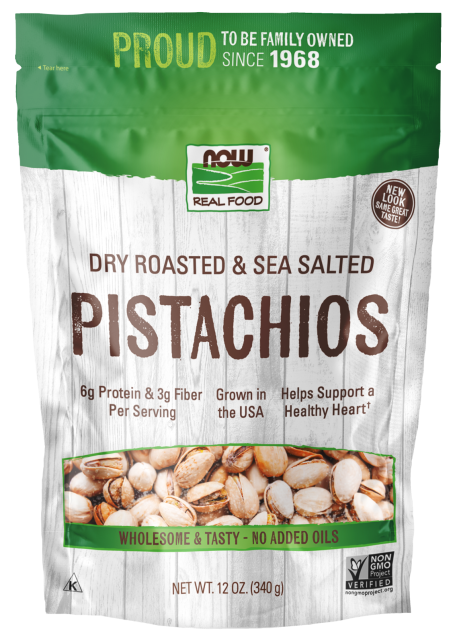 PROUD TO BE FAMILY OWNED
SINCE 1968
Tear here
NOW®
REAL FOOD
NEW
LOOK
SAME GREAT
TASTE!
DRY ROASTED & SEA SALTED
PISTACHIOS
6g Protein & 3g Fiber
Per Serving
Grown in
the USA
Helps Support a
Healthy Heart†
WHOLESOME & TASTY - NO ADDED OILS
K
NET WT. 12 OZ. (340 g)
NON
GMO
Project
VERIFIED
nongmoproject.org